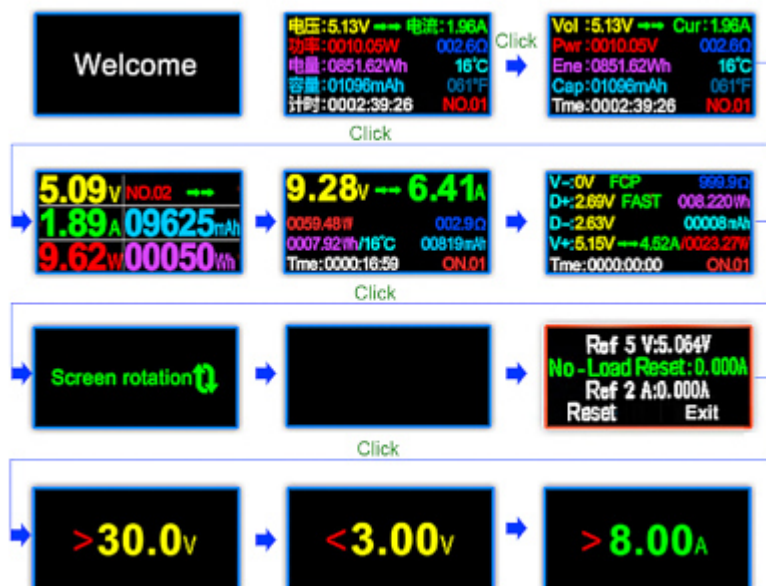 Welcome
电压:5.13V 电流:1.96A
功率:0010.05W 002.6Ω
电量:0851.62Wh 16°C
容量:01096mAh 061°F
计时:0002:39:26 NO.01
Click
Vol :5.13V Cur:1.96A
Pwr:0010.05V 002.6Ω
Ene:0851.62Wh 16°C
Cap:01096mAh 061°F
Tme:0002:39:26 NO.01
Click
5.09V NO.02
1.89A 09625mAh
9.62W 00050Wh
9.28V 6.41A
0059.48W 002.9Ω
0007.92Wh/16°C 00819mAh
Tme:0000:16:59 ON.01
V-:0V FCP 999.9Ω
D+:2.69V FAST 008.220Wh
D-:2.63V 00008mAh
V+:5.15V 4.52A/0023.27W
Tme:0000:00:00 ON.01
Click
Screen rotation
Ref 5 V:5.064V
No-Load Reset:0.000A
Ref 2 A:0.000A
Reset Exit
Click
>30.0V
<3.00V
>8.00A